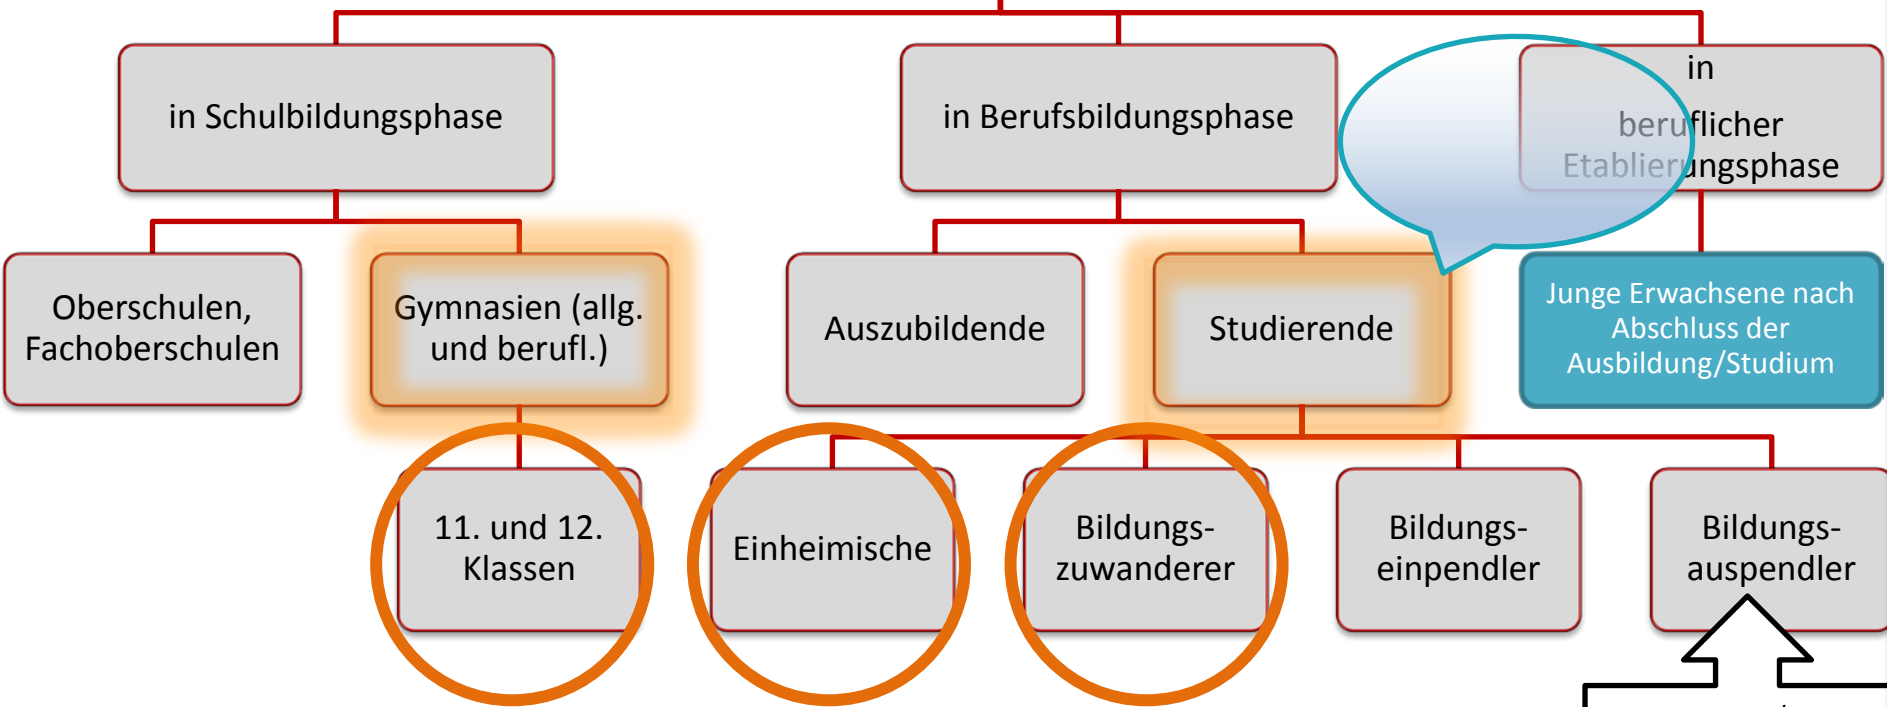 in Schulbildungsphase
in Berufsbildungsphase
in
beruflicher
Etablierungsphase
Oberschulen,
Fachoberschulen
Gymnasien (allg.
und berufl.)
Auszubildende
Studierende
Junge Erwachsene nach
Abschluss der
Ausbildung/Studium
11. und 12.
Klassen
Einheimische
Bildungs-
zuwanderer
Bildungs-
einpendler
Bildungs-
auspendler